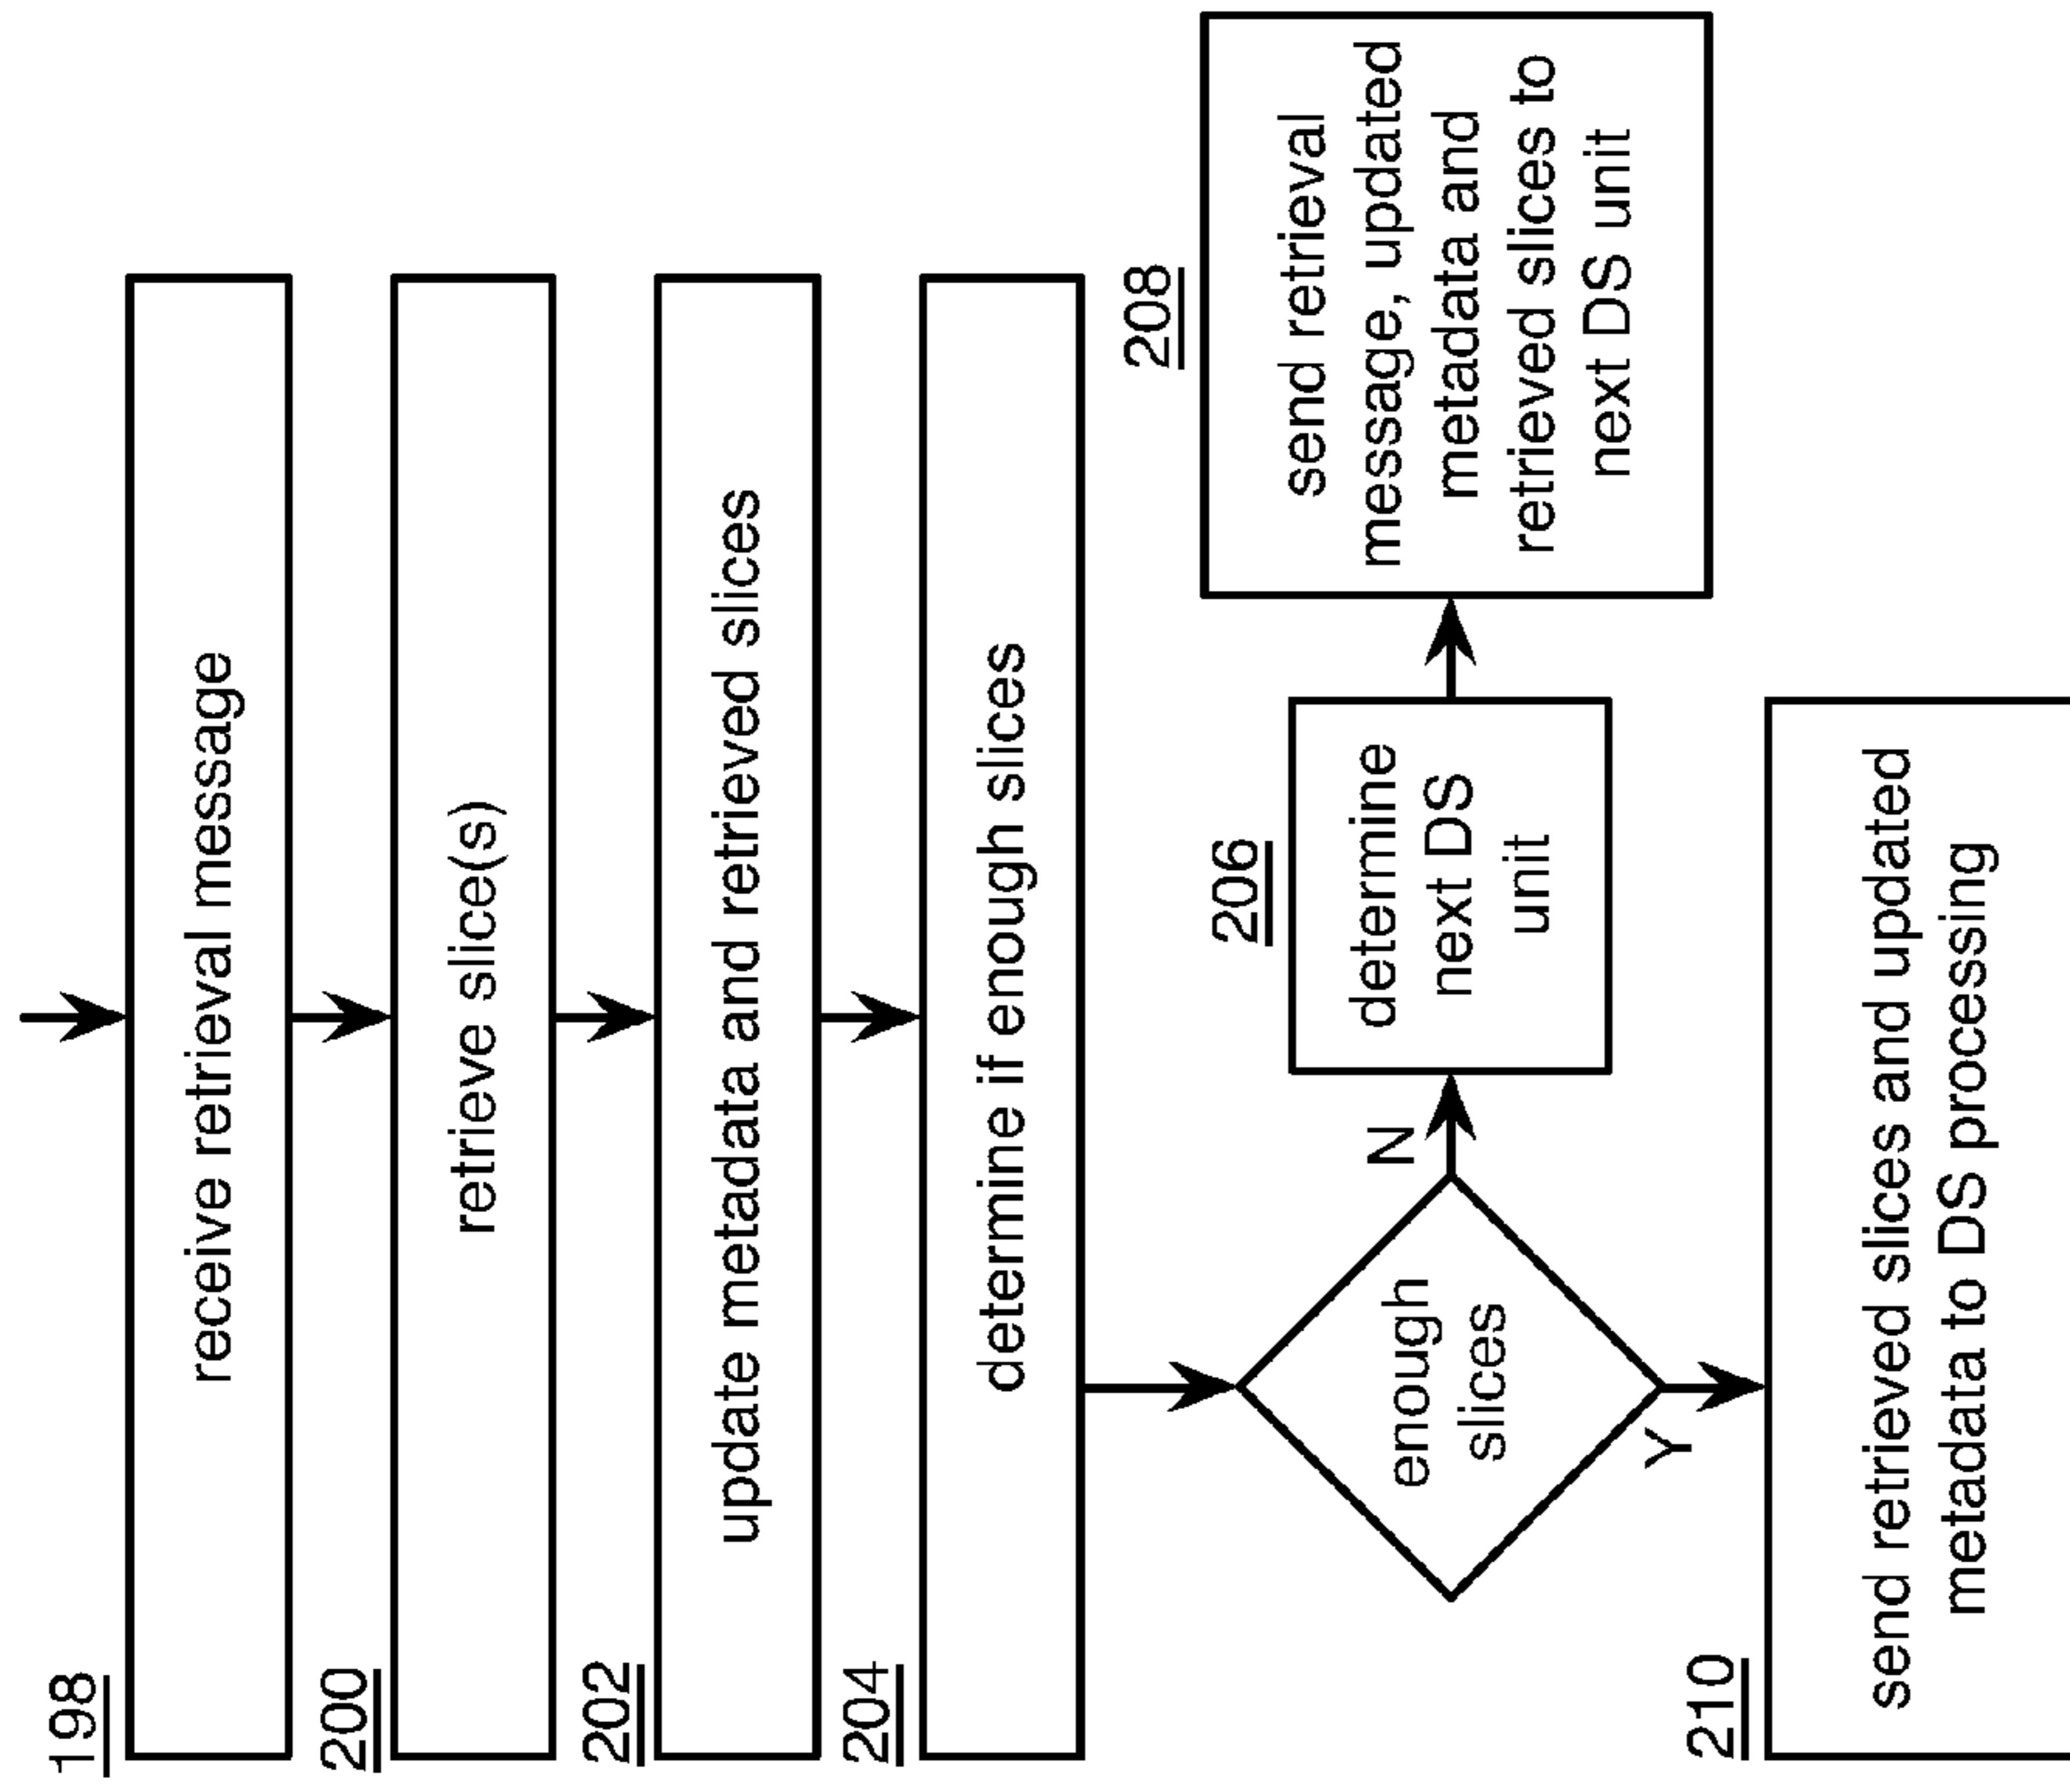 198
receive retrieval message
200
retrieve slice(s)
202
update metadata and retrieved slices
204
determine if enough slices
enough
slices
N
Y
206
determine
next DS
unit
208
send retrieval
message, updated
metadata and
retrieved slices to
next DS unit
210
send retrieved slices and updated
metadata to DS processing